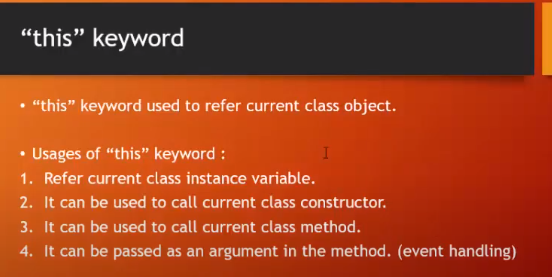 “this” keyword
• “this” keyword used to refer current class object.
• Usages of “this” keyword :
1. Refer current class instance variable.
2. It can be used to call current class constructor.
3. It can be used to call current class method.
4. It can be passed as an argument in the method. (event handling)